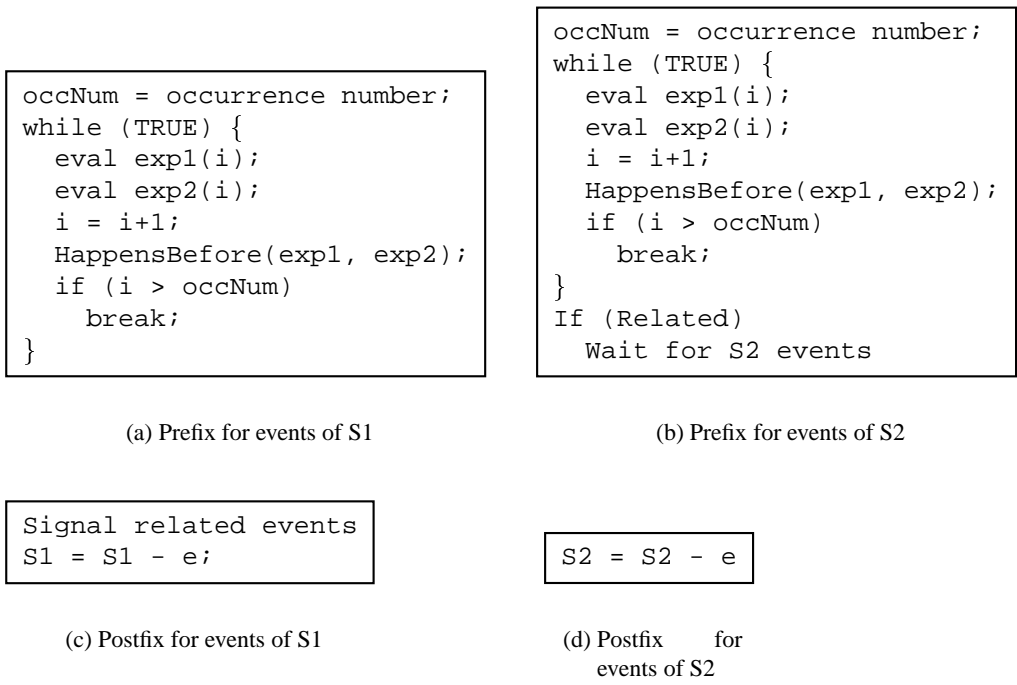 occNum = occurrence number;
while (TRUE) {
  eval exp1(i);
  eval exp2(i);
  i = i+1;
  HappensBefore(exp1, exp2);
  if (i > occNum)
    break;
}
(a) Prefix for events of S1
occNum = occurrence number;
while (TRUE) {
  eval exp1(i);
  eval exp2(i);
  i = i+1;
  HappensBefore(exp1, exp2);
  if (i > occNum)
    break;
}
If (Related)
  Wait for S2 events
(b) Prefix for events of S2
Signal related events
S1 = S1 - e;
(c) Postfix for events of S1
S2 = S2 - e
(d) Postfix for
events of S2